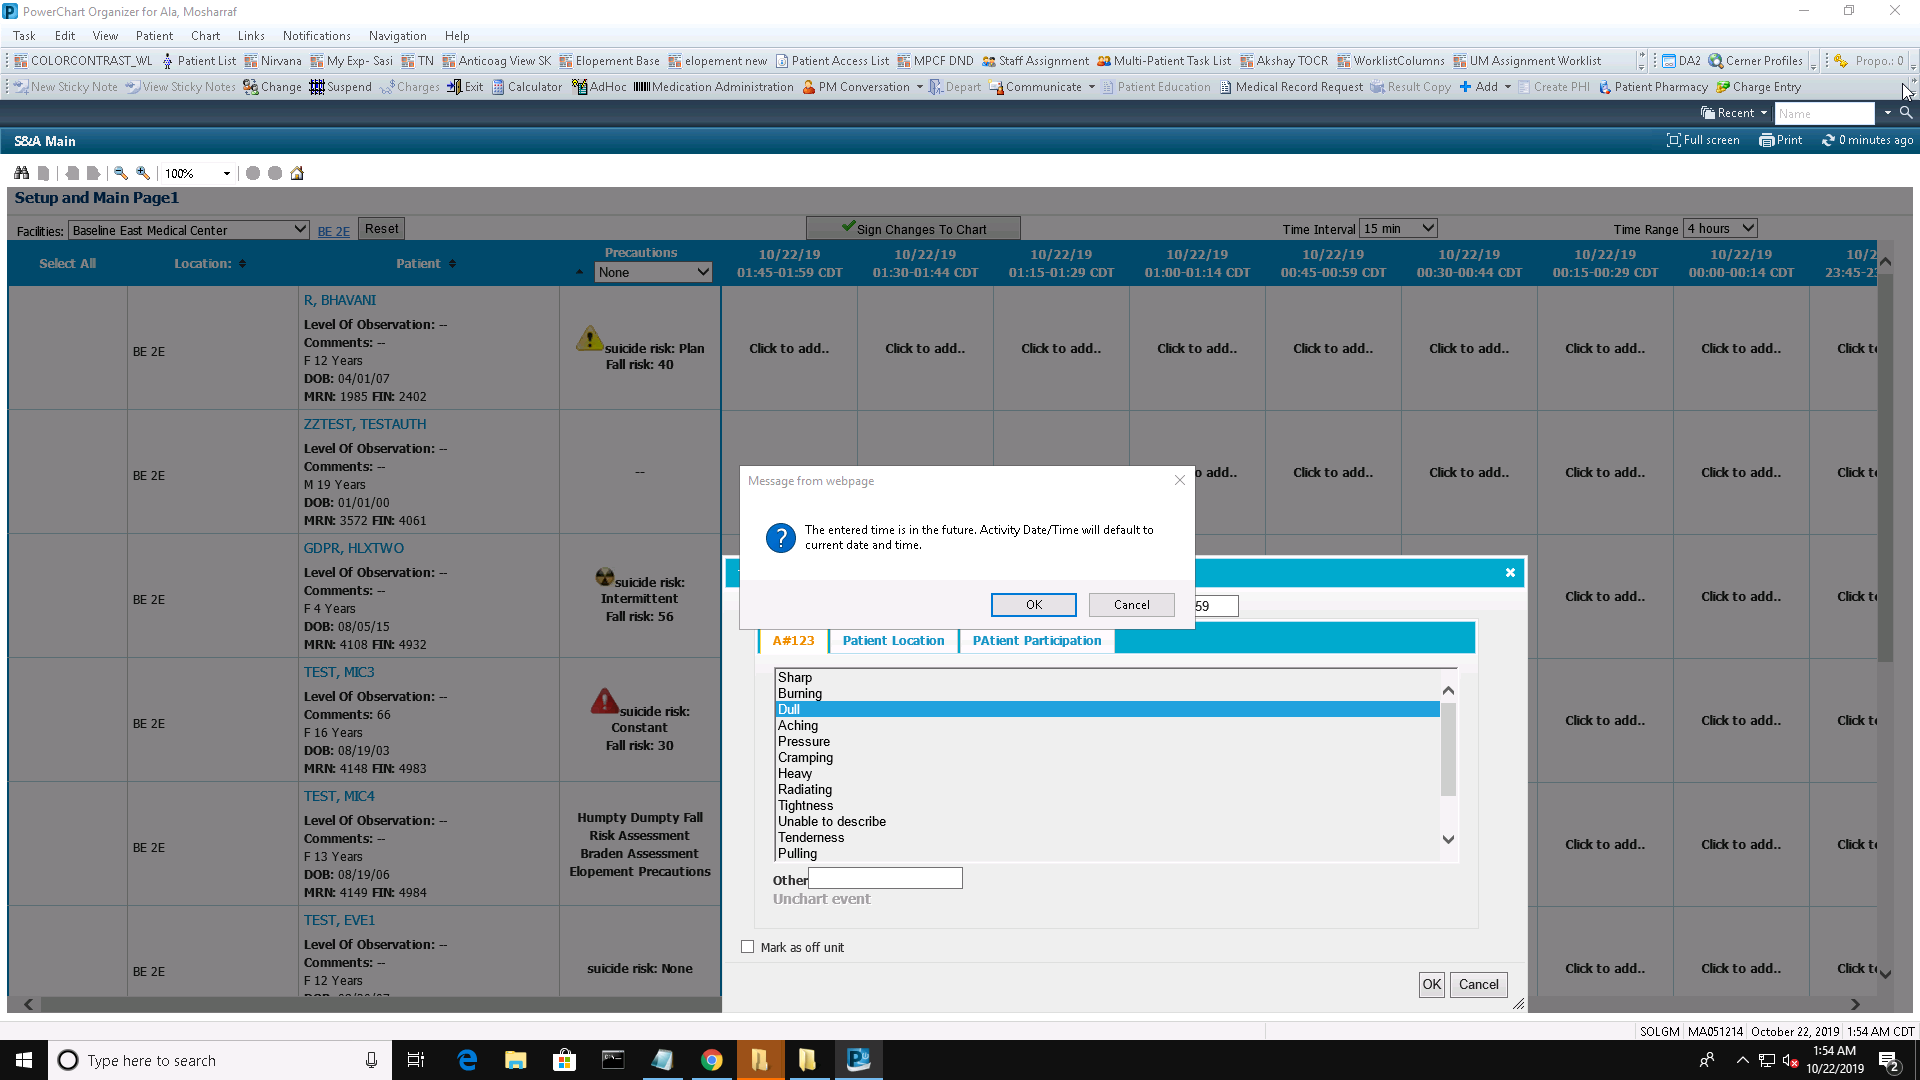 PowerChart Organizer for Ala, Mosharraf
Task Edit View Patient Chart Links Notifications Navigation Help
COLORCONTRAST_WL Patient List Nirvana My Exp- Sasi TN Anticoag View SK Elopement Base elopement new Patient Access List MPCF DND Staff Assignment Multi-Patient Task List Akshay TOCR WorklistColumns UM Assignment Worklist DA2 Cerner Profiles Propo.: 0
New Sticky Note View Sticky Notes Change Suspend Charges Exit Calculator AdHoc Medication Administration PM Conversation Depart Communicate Patient Education Medical Record Request Result Copy Add Create PHI Patient Pharmacy Charge Entry
Recent Name
S&A Main Full screen Print 0 minutes ago
100%
Setup and Main Page1
Facilities: Baseline East Medical Center BE 2E Reset Sign Changes To Chart Time Interval 15 min Time Range 4 hours
Select All Location: Patient Precautions None
10/22/19 10/22/19 10/22/19 10/22/19 10/22/19 10/22/19 10/22/19 10/22/19 10/2
01:45-01:59 CDT 01:30-01:44 CDT 01:15-01:29 CDT 01:00-01:14 CDT 00:45-00:59 CDT 00:30-00:44 CDT 00:15-00:29 CDT 00:00-00:14 CDT 23:45-2
R, BHAVANI
Level Of Observation: --
Comments: --
BE 2E
F 12 Years
DOB: 04/01/07
MRN: 1985 FIN: 2402
suicide risk: Plan
Fall risk: 40
Click to add.. Click to add.. Click to add.. Click to add.. Click to add.. Click to add.. Click to add.. Click to add.. Click t
ZZTEST, TESTAUTH
Level Of Observation: --
Comments: --
BE 2E
M 19 Years
DOB: 01/01/00
MRN: 3572 FIN: 4061
--
o add.. Click to add.. Click to add.. Click to add.. Click to add.. Click t
GDPR, HLXTWO
Level Of Observation: --
Comments: --
BE 2E
F 4 Years
DOB: 08/05/15
MRN: 4108 FIN: 4932
suicide risk:
Intermittent
Fall risk: 56
Click to add.. Click to add.. Click t
TEST, MIC3
Level Of Observation: --
Comments: 66
BE 2E
F 16 Years
DOB: 08/19/03
MRN: 4148 FIN: 4983
suicide risk:
Constant
Fall risk: 30
Click to add.. Click to add.. Click t
TEST, MIC4
Level Of Observation: --
Comments: --
BE 2E
F 13 Years
DOB: 08/19/06
MRN: 4149 FIN: 4984
Humpty Dumpty Fall
Risk Assessment
Braden Assessment
Elopement Precautions
Click to add.. Click to add.. Click t
TEST, EVE1
Level Of Observation: --
Comments: --
BE 2E
F 12 Years
suicide risk: None
Click to add.. Click to add.. Click t
Message from webpage
The entered time is in the future. Activity Date/Time will default to
current date and time.
OK Cancel
59
A#123 Patient Location PAtient Participation
Sharp
Burning
Dull
Aching
Pressure
Cramping
Heavy
Radiating
Tightness
Unable to describe
Tenderness
Pulling
Other
Unchart event
Mark as off unit
OK Cancel
SOLGM MA051214 October 22, 2019 1:54 AM CDT
Type here to search
1:54 AM
10/22/2019
2